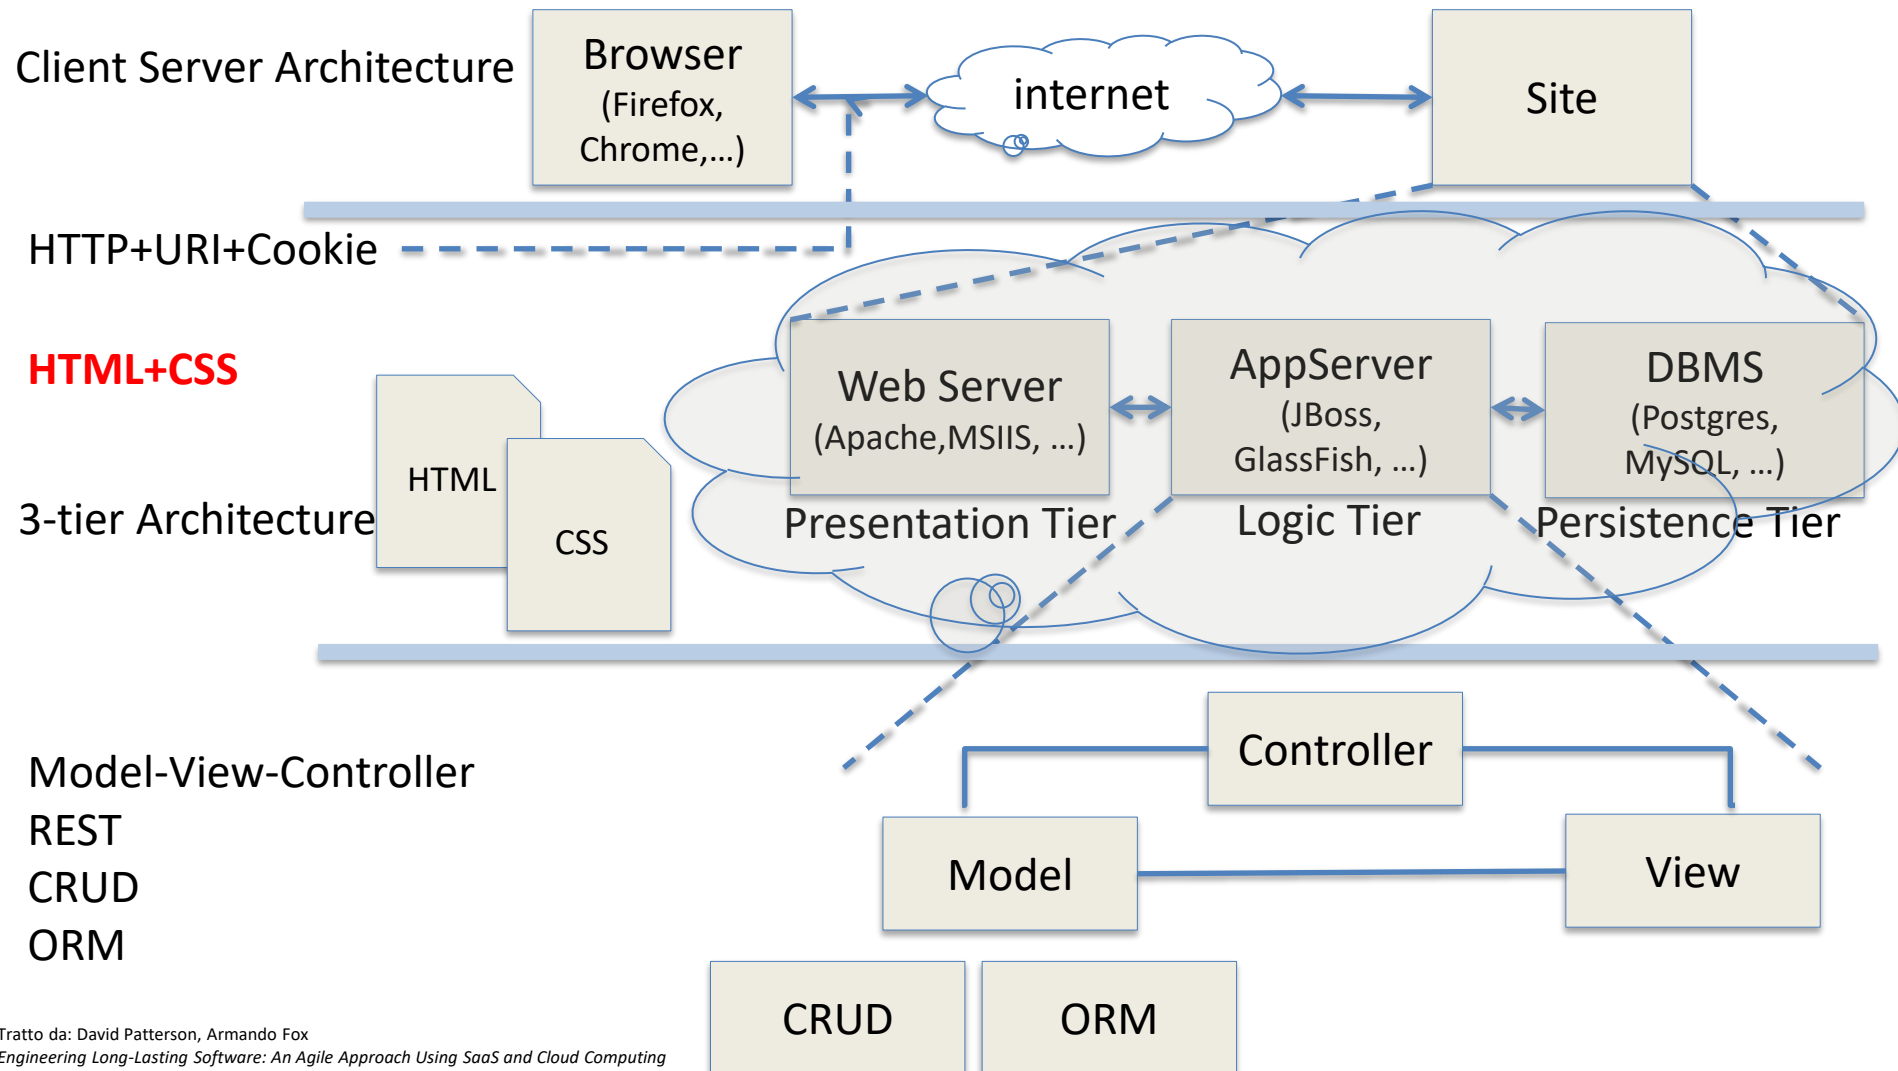 Client Server Architecture
Browser
(Firefox,
Chrome,...)
internet
Site
HTTP+URI+Cookie
HTML+CSS
HTML
CSS
3-tier Architecture
Web Server
(Apache,MSIIS, ...)
Presentation Tier
AppServer
(JBoss,
GlassFish, ...)
Logic Tier
DBMS
(Postgres,
MySQL, ...)
Persistence Tier
Model-View-Controller
REST
CRUD
ORM
Controller
Model
View
CRUD
ORM
Tratto da: David Patterson, Armando Fox
Engineering Long-Lasting Software: An Agile Approach Using SaaS and Cloud Computing